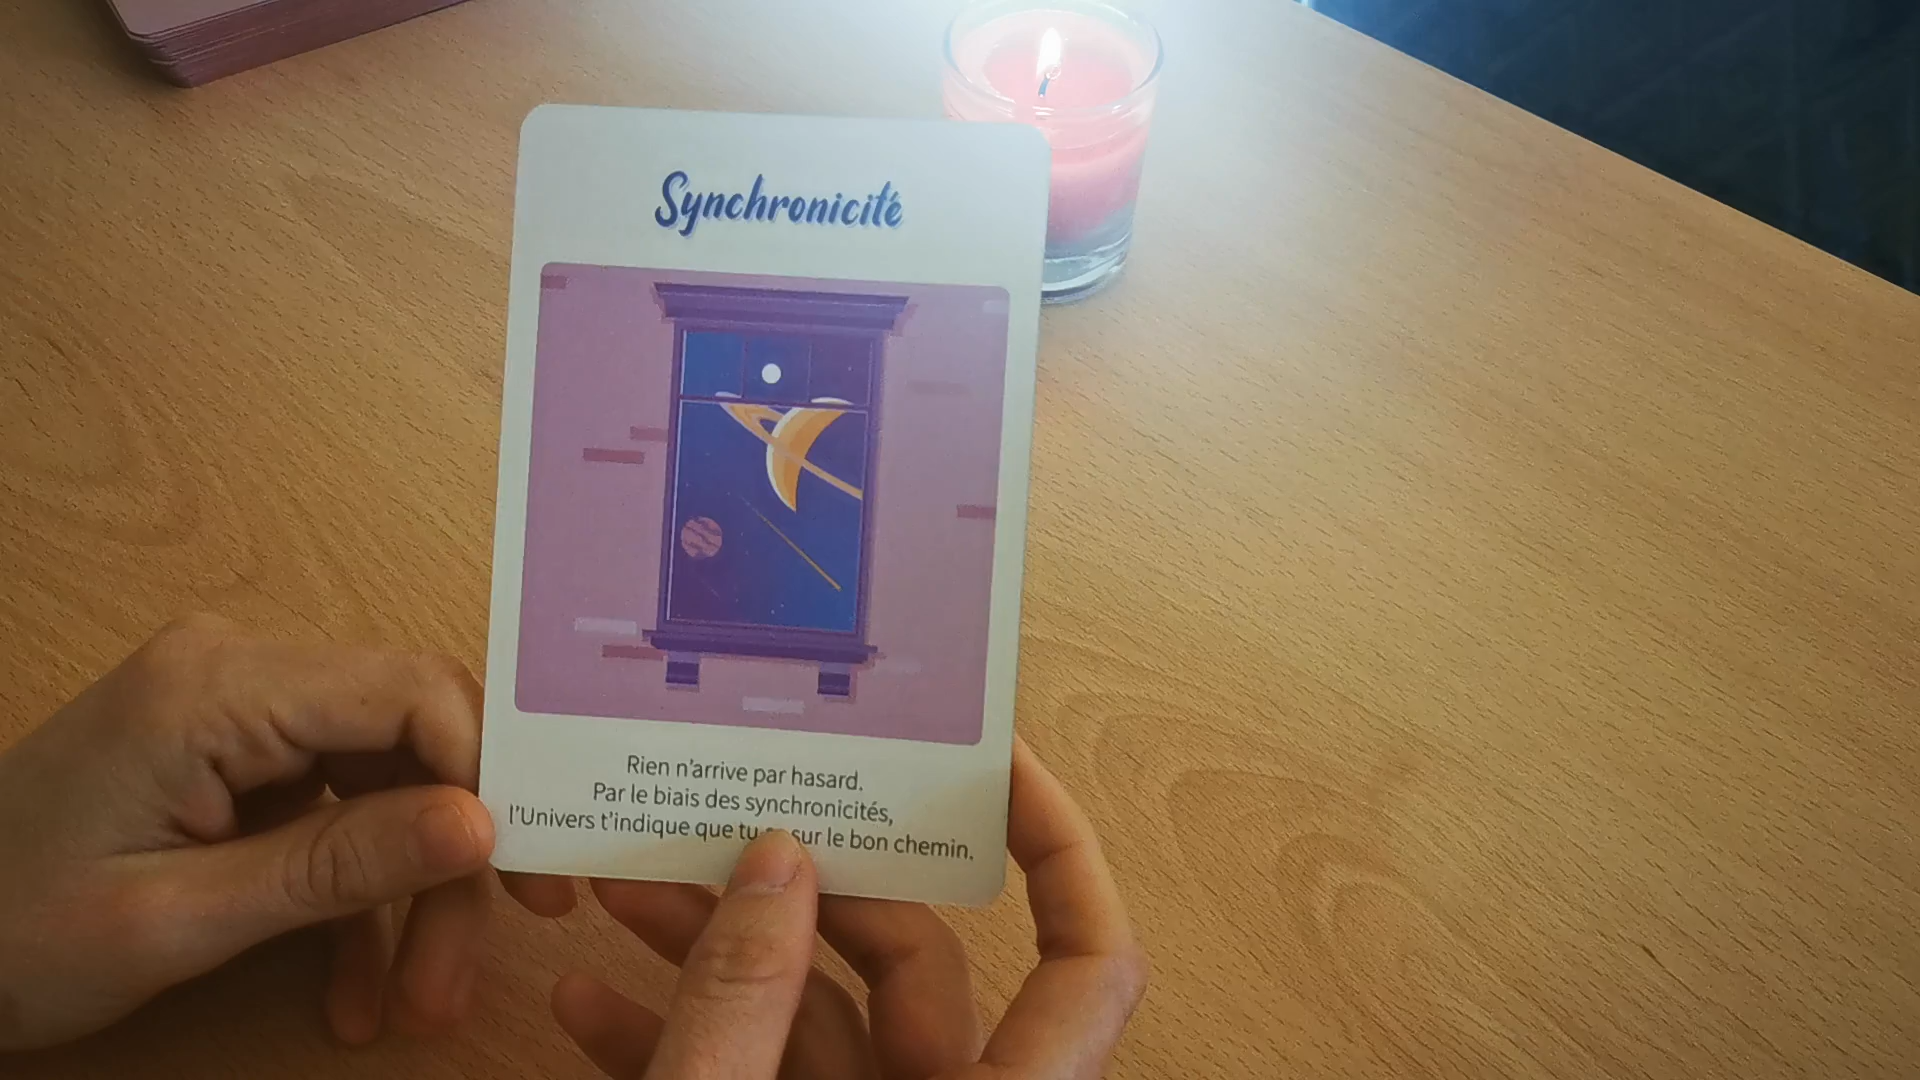 Synchronicité
Rien n'arrive par hasard.
Par le biais des synchronicités,
l'Univers t'indique que tu sur le bon chemin.